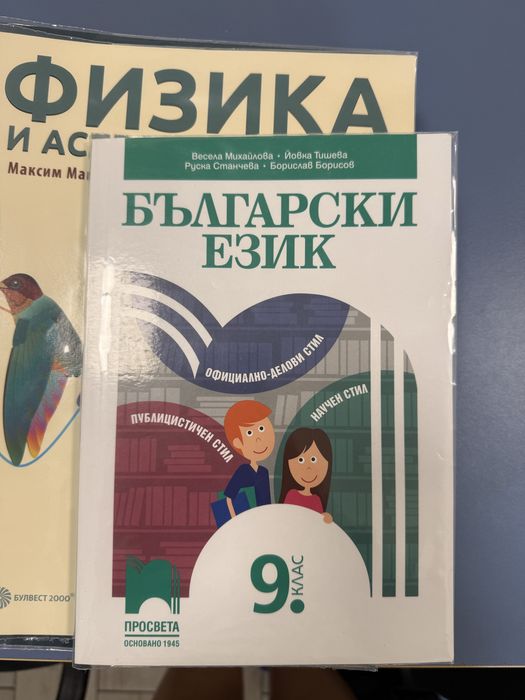 ФИЗИКА
И АС
Максим
Весела Михайлова • Йовка Тишева
Руска Станчева • Борислав Борисов
БЪЛГАРСКИ
ЕЗИК
ОФИЦИАЛНО-ДЕЛОВИ СТИЛ
ПУБЛИЦИСТИЧЕН СТИЛ
НАУЧЕН СТИЛ
9. КЛАС
ПРОСВЕТА
ОСНОВАНО 1945
БУЛВЕСТ 2000®